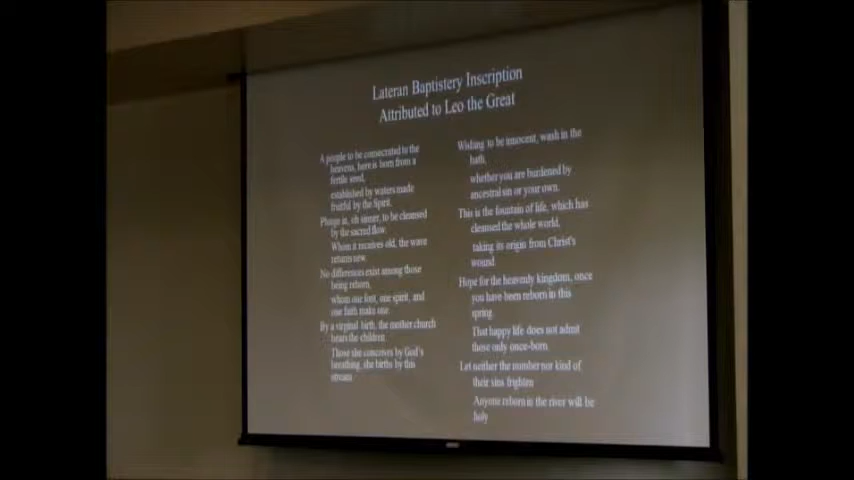 Lateran Baptistery Inscription
Attributed to Leo the Great
A people to be consecrated to the
heavens, here is born from a
fertile seed,
established by waters made
fruitful by the Spirit.
Plunge in, oh sinner, to be cleansed
by the sacred flow.
Whom it receives old, the wave
returns new.
No differences exist among those
being reborn,
whom one font, one spirit, and
one faith make one.
By a virginal birth, the mother church
bears the children.
Those she conceives by God's
breathing, she births by this
stream.
Wishing to be innocent, wash in the
bath,
whether you are burdened by
ancestral sin or your own.
This is the fountain of life, which has
cleansed the whole world,
taking its origin from Christ's
wound.
Hope for the heavenly kingdom, once
you have been reborn in this
spring.
That happy life does not admit
those only once-born.
Let neither the number nor kind of
their sins frighten
Anyone reborn in the river will be
holy